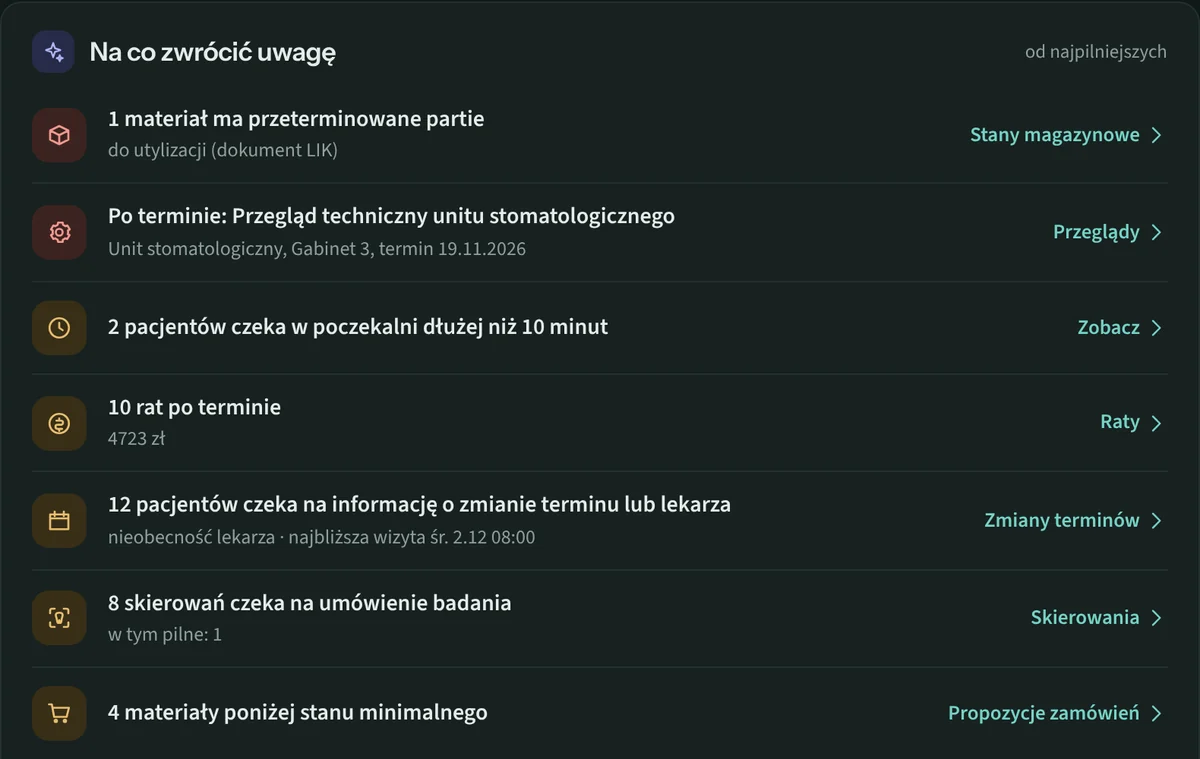 Na co zwrócić uwagę
od najpilniejszych
1 materiał ma przeterminowane partie
do utylizacji (dokument LIK)
Stany magazynowe
Po terminie: Przegląd techniczny unitu stomatologicznego
Unit stomatologiczny, Gabinet 3, termin 19.11.2026
Przeglądy
2 pacjentów czeka w poczekalni dłużej niż 10 minut
Zobacz
10 rat po terminie
4723 zł
Raty
12 pacjentów czeka na informację o zmianie terminu lub lekarza
nieobecność lekarza · najbliższa wizyta śr. 2.12 08:00
Zmiany terminów
8 skierowań czeka na umówienie badania
w tym pilne: 1
Skierowania
4 materiały poniżej stanu minimalnego
Propozycje zamówień